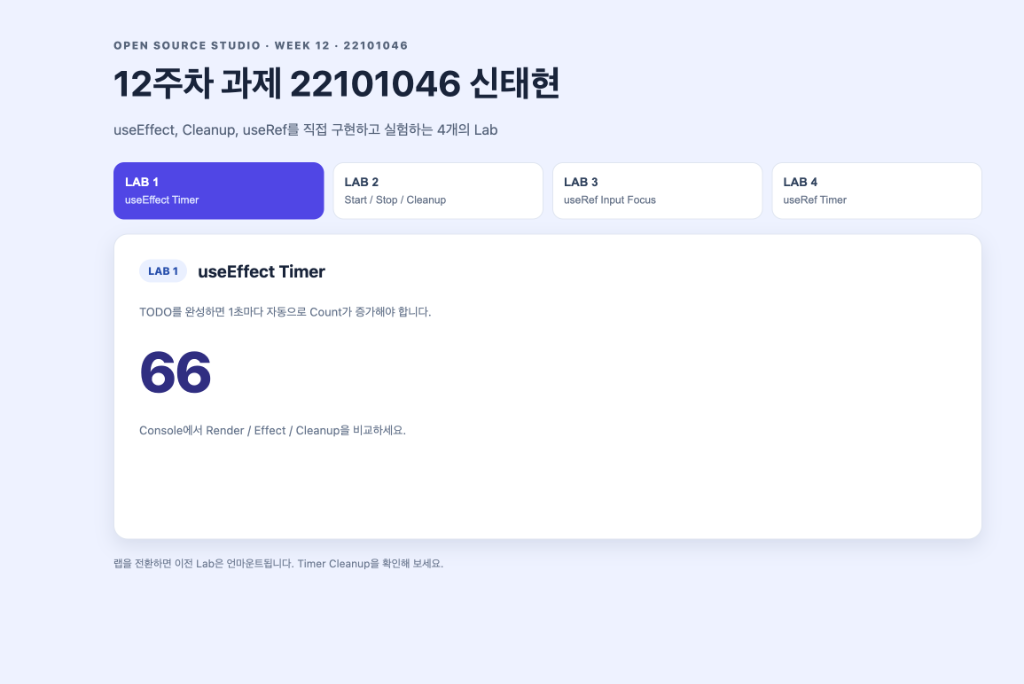 OPEN SOURCE STUDIO · WEEK 12 · 22101046
12주차 과제 22101046 신태현
useEffect, Cleanup, useRef를 직접 구현하고 실험하는 4개의 Lab
LAB 1
useEffect Timer
LAB 2
Start / Stop / Cleanup
LAB 3
useRef Input Focus
LAB 4
useRef Timer
LAB 1 useEffect Timer
TODO를 완성하면 1초마다 자동으로 Count가 증가해야 합니다.
66
Console에서 Render / Effect / Cleanup을 비교하세요.
랩을 전환하면 이전 Lab은 언마운트됩니다. Timer Cleanup을 확인해 보세요.